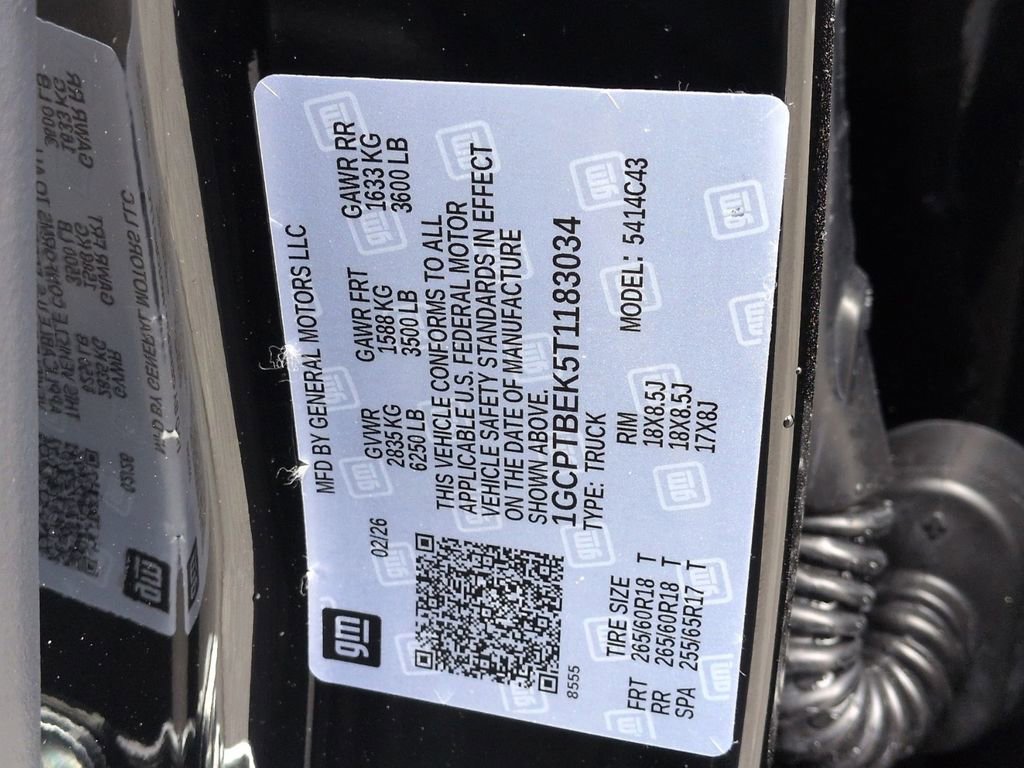 gm
MFD BY GENERAL MOTORS LLC
02/26
GVWR GAWR FRT GAWR RR
2835 KG 1588 KG 1633 KG
6250 LB 3500 LB 3600 LB
THIS VEHICLE CONFORMS TO ALL
APPLICABLE U.S. FEDERAL MOTOR
VEHICLE SAFETY STANDARDS IN EFFECT
ON THE DATE OF MANUFACTURE
SHOWN ABOVE.
1GCPTBEK5T1183034
TYPE: TRUCK MODEL: 5414C43
8555
TIRE SIZE RIM
FRT 265/60R18 T 18X8.5J
RR 265/60R18 T 18X8.5J
SPA 255/65R17 T 17X8J